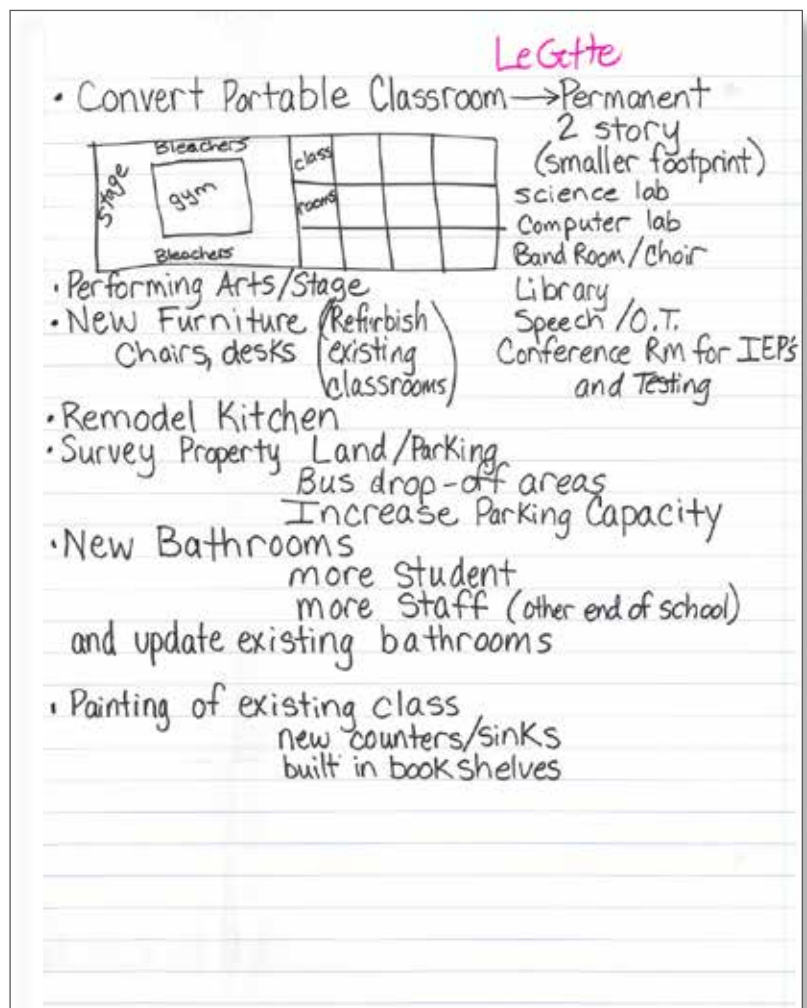 LeGette
• Convert Portable Classroom → Permanent
2 story
(smaller footprint)
science lab
Computer lab
Band Room/Choir
Library
Speech/O.T.
Conference Rm for IEP's
and Testing
Bleachers
Stage
gym
Bleachers
class
rooms
• Performing Arts/Stage
• New Furniture (Refurbish
Chairs, desks existing
classrooms)
• Remodel Kitchen
• Survey Property Land/Parking
Bus drop-off areas
Increase Parking Capacity
• New Bathrooms
more student
more Staff (other end of school)
and update existing bathrooms
• Painting of existing class
new counters/sinks
built in book shelves